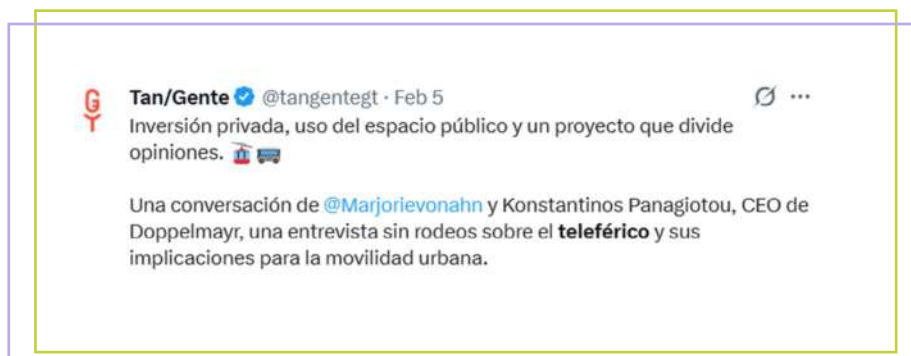 GT
Tan/Gente @tangentegt · Feb 5
Inversión privada, uso del espacio público y un proyecto que divide
opiniones. 🚡🚃
Una conversación de @Marjorievonahn y Konstantinos Panagiotou, CEO de
Doppelmayr, una entrevista sin rodeos sobre el teleférico y sus
implicaciones para la movilidad urbana.